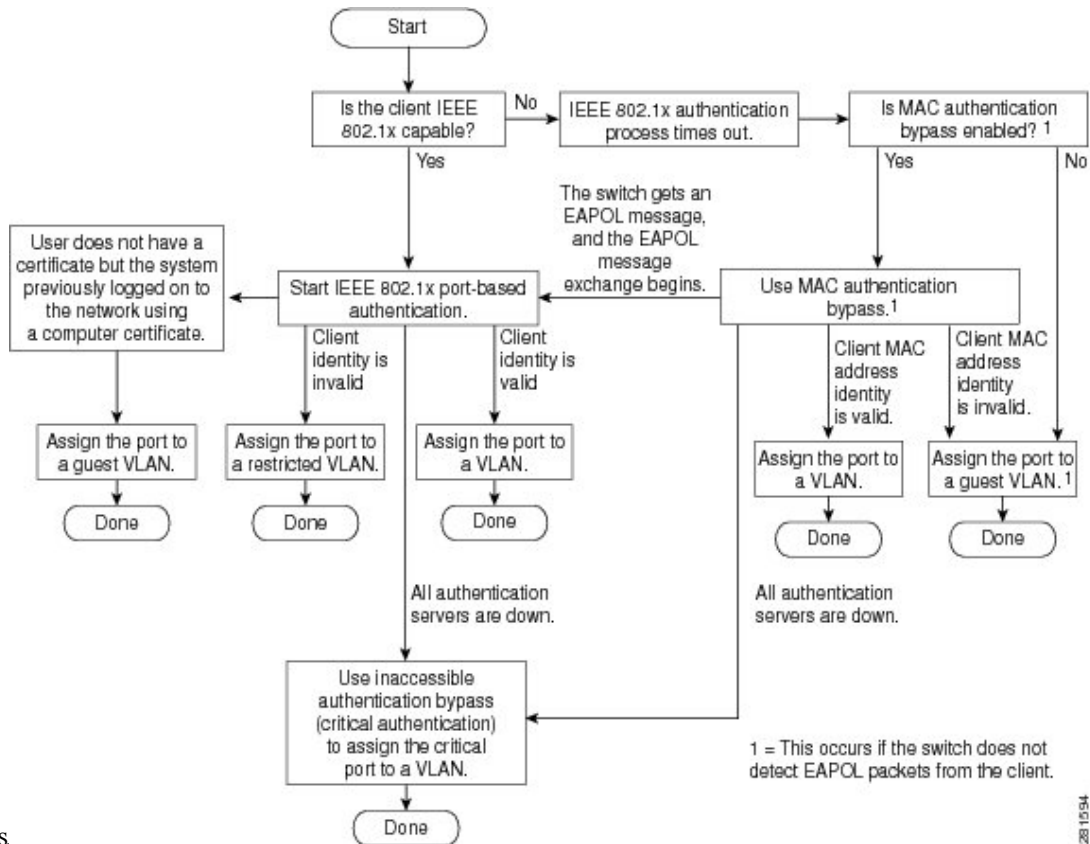 Start
Is the client IEEE
802.1x capable?
No
IEEE 802.1x authentication
process times out.
Is MAC authentication
bypass enabled? 1
Yes
Yes
No
The switch gets an
EAPOL message,
and the EAPOL
message
exchange begins.
User does not have a
certificate but the system
previously logged on to
the network using
a computer certificate.
Start IEEE 802.1x port-based
authentication.
Use MAC authentication
bypass.1
Client
identity is
invalid
Client
identity is
valid
Client MAC
address
identity
is valid.
Client MAC
address
identity
is invalid.
Assign the port to
a guest VLAN.
Assign the port to
a restricted VLAN.
Assign the port to
a VLAN.
Assign the port to
a VLAN.
Assign the port to
a guest VLAN.1
Done
Done
Done
Done
Done
All authentication
servers are down.
All authentication
servers are down.
Use inaccessible
authentication bypass
(critical authentication)
to assign the critical
port to a VLAN.
1 = This occurs if the switch does not
detect EAPOL packets from the client.
Done
281594
s.